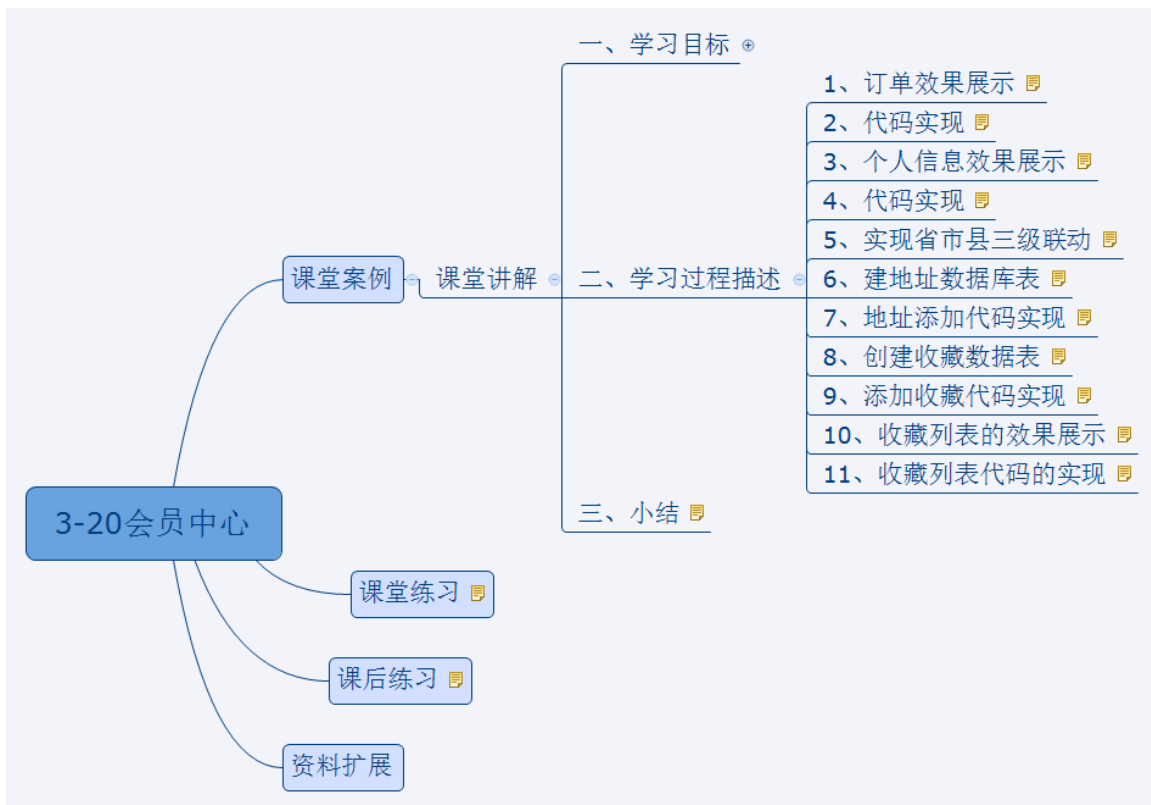 一、学习目标
1、订单效果展示
2、代码实现
3、个人信息效果展示
4、代码实现
5、实现省市县三级联动
课堂案例
课堂讲解
二、学习过程描述
6、建地址数据库表
7、地址添加代码实现
8、创建收藏数据表
9、添加收藏代码实现
10、收藏列表的效果展示
11、收藏列表代码的实现
三、小结
3-20会员中心
课堂练习
课后练习
资料扩展